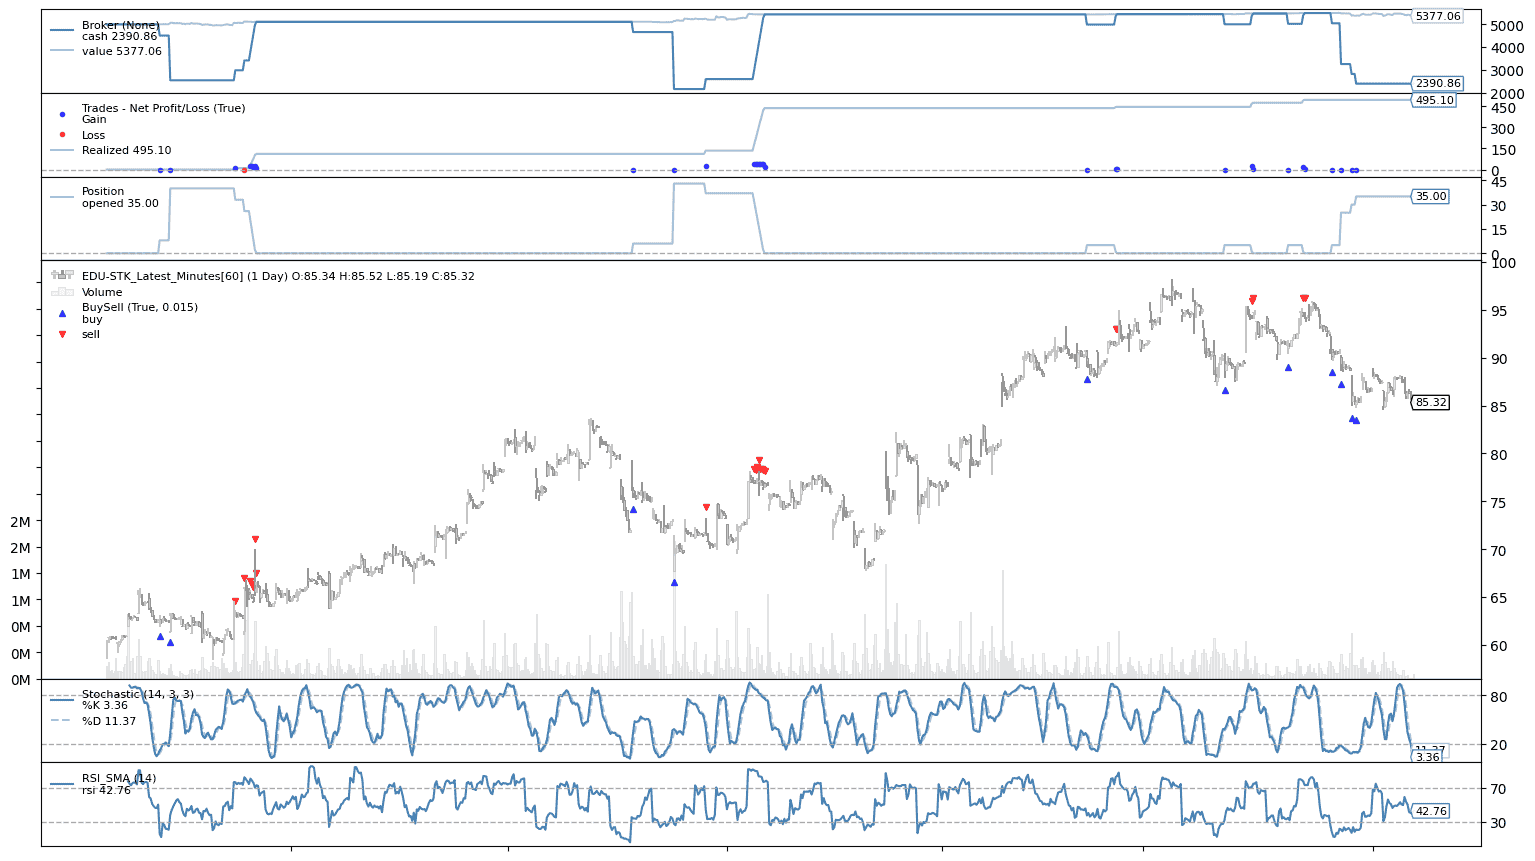 Broker (None)
cash 2390.86
value 5377.06
5377.06
5000
4000
3000
2390.86
2000
Trades - Net Profit/Loss (True)
Gain
Loss
Realized 495.10
495.10
450
300
150
0
Position
opened 35.00
45
35.00
30
15
0
EDU-STK_Latest_Minutes[60] (1 Day) O:85.34 H:85.52 L:85.19 C:85.32
Volume
BuySell (True, 0.015)
buy
sell
100
95
90
85.32
85
80
75
70
65
60
2M
2M
1M
1M
0M
0M
0M
Stochastic (14, 3, 3)
%K 3.36
%D 11.37
80
20
11.37
3.36
RSI_SMA (14)
rsi 42.76
70
42.76
30